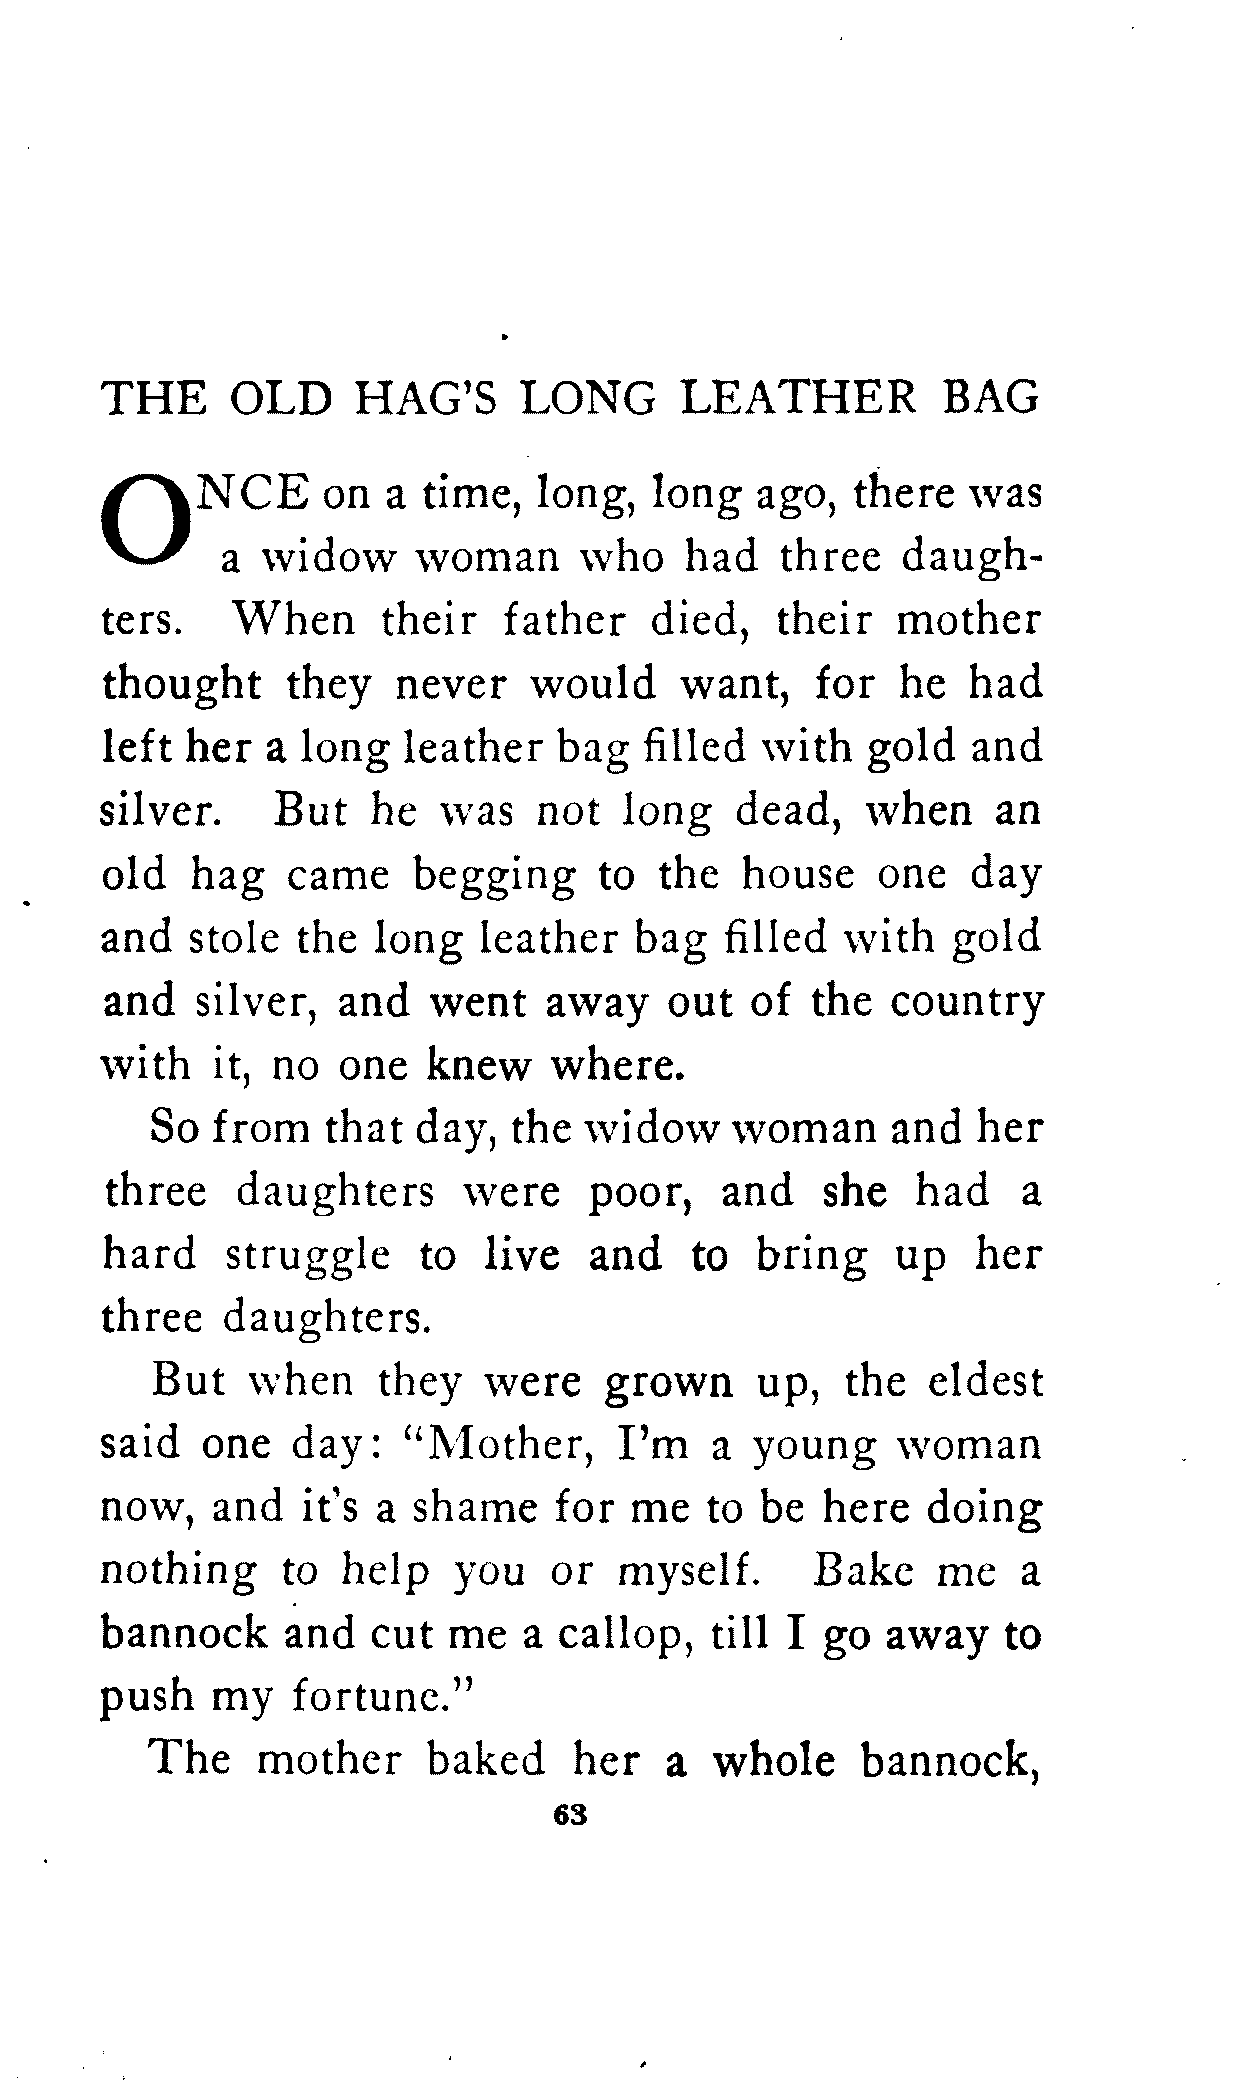 THE OLD HAG'S LONG LEATHER BAG
ONCE on a time, long, long ago, there was
a widow woman who had three daugh-
ters. When their father died, their mother
thought they never would want, for he had
left her a long leather bag filled with gold and
silver. But he was not long dead, when an
old hag came begging to the house one day
and stole the long leather bag filled with gold
and silver, and went away out of the country
with it, no one knew where.
So from that day, the widow woman and her
three daughters were poor, and she had a
hard struggle to live and to bring up her
three daughters.
But when they were grown up, the eldest
said one day: "Mother, I'm a young woman
now, and it's a shame for me to be here doing
nothing to help you or myself. Bake me a
bannock and cut me a callop, till I go away to
push my fortune."
The mother baked her a whole bannock,
63